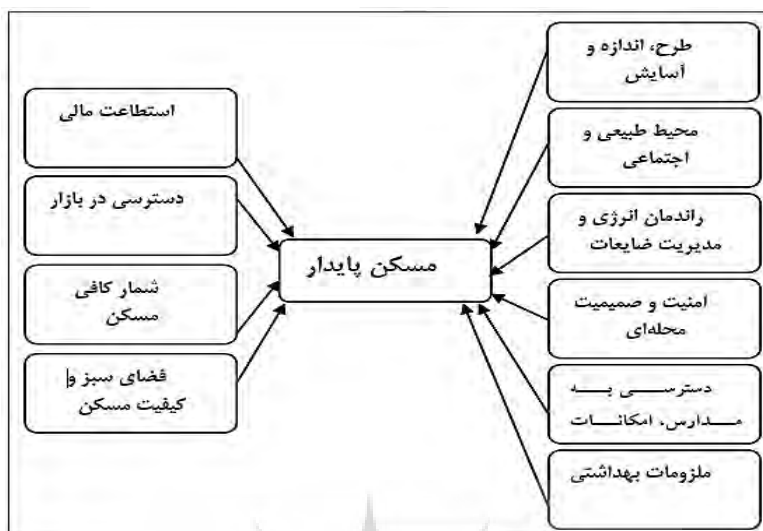 طرح، اندازه و
آسایش
محیط طبیعی و
اجتماعی
راندمان انرژی و
مدیریت ضایعات
امنیت و صمیمیت
محله‌ای
دسترسی به
مدارس، امکانات
ملزومات بهداشتی
مسکن پایدار
استطاعت مالی
دسترسی در بازار
شمار کافی
مسکن
فضای سبز و
کیفیت مسکن